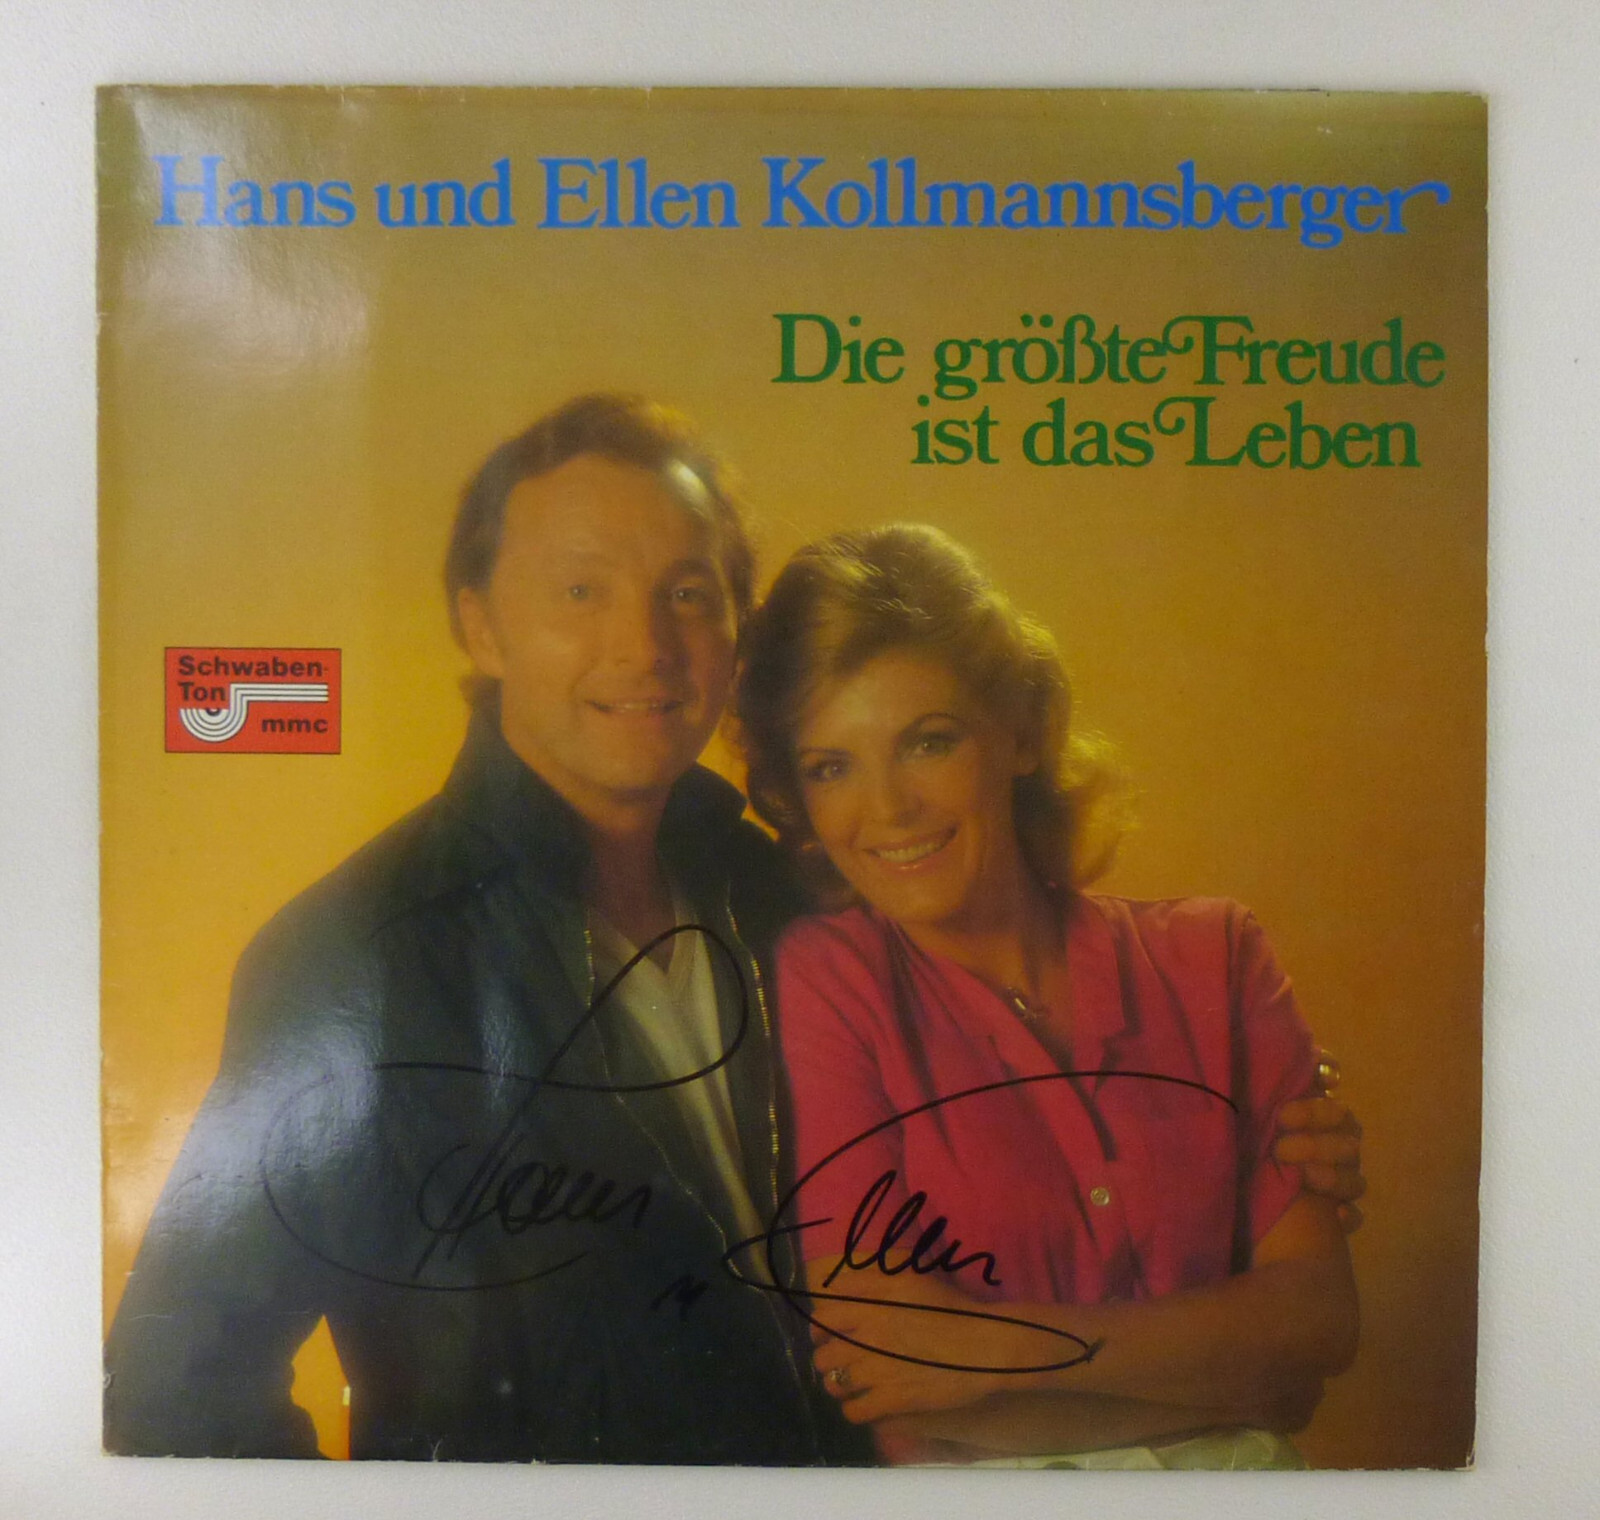 Hans und Ellen Kollmannsberger
Die größte Freude
ist das Leben
Schwaben-
Ton
mmc
Hans
u
Ellen